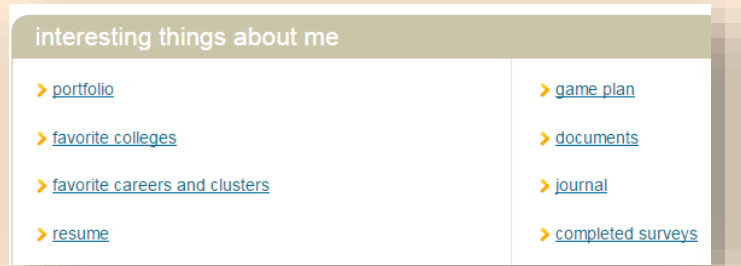 interesting things about me
portfolio
favorite colleges
favorite careers and clusters
resume
game plan
documents
journal
completed surveys